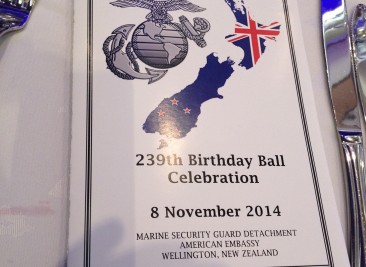 239th Birthday Ball
Celebration
8 November 2014
MARINE SECURITY GUARD DETACHMENT
AMERICAN EMBASSY
WELLINGTON, NEW ZEALAND